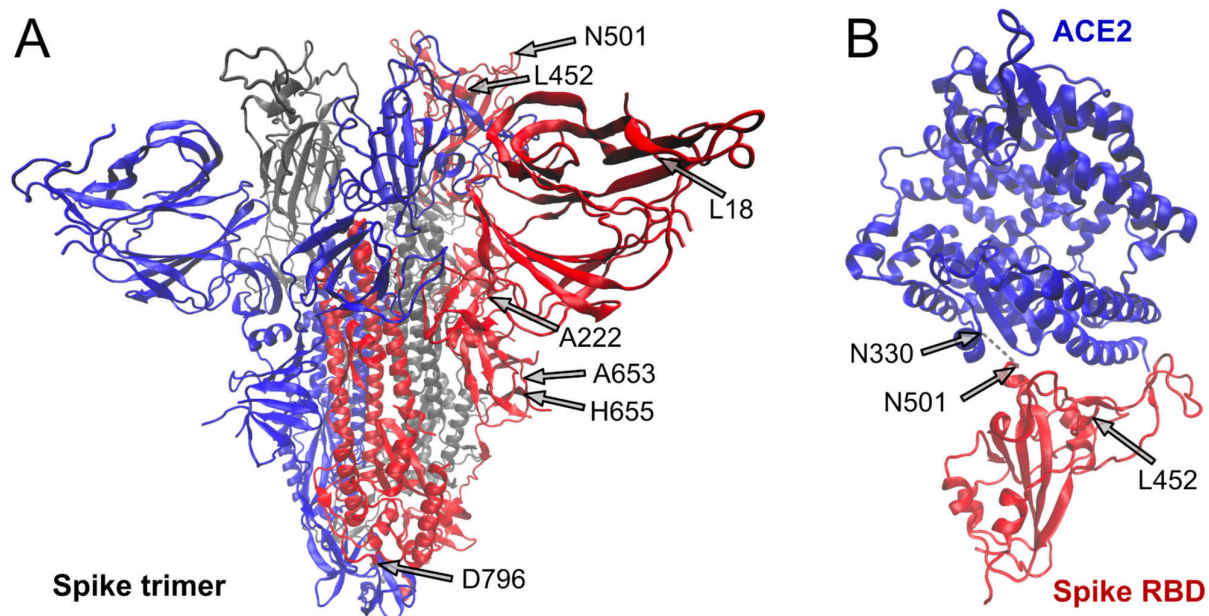 A
N501
L452
L18
A222
A653
H655
D796
Spike trimer
B
ACE2
N330
N501
L452
Spike RBD